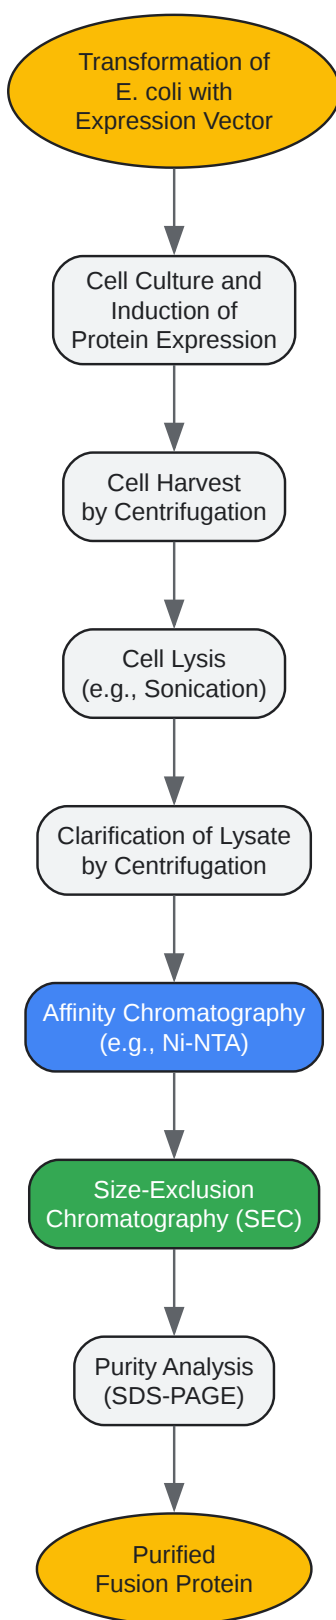 Transformation of
E. coli with
Expression Vector
Cell Culture and
Induction of
Protein Expression
Cell Harvest
by Centrifugation
Cell Lysis
(e.g., Sonication)
Clarification of Lysate
by Centrifugation
Affinity Chromatography
(e.g., Ni-NTA)
Size-Exclusion
Chromatography (SEC)
Purity Analysis
(SDS-PAGE)
Purified
Fusion Protein